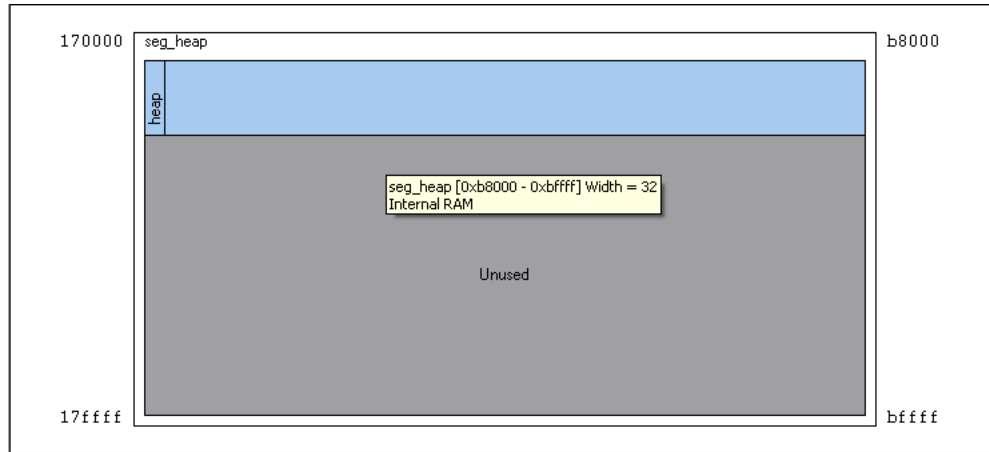 170000 seg_heap b8000
heap
seg_heap [0xb8000 - 0xbffff] Width = 32
Internal RAM
Unused
17ffff bffff